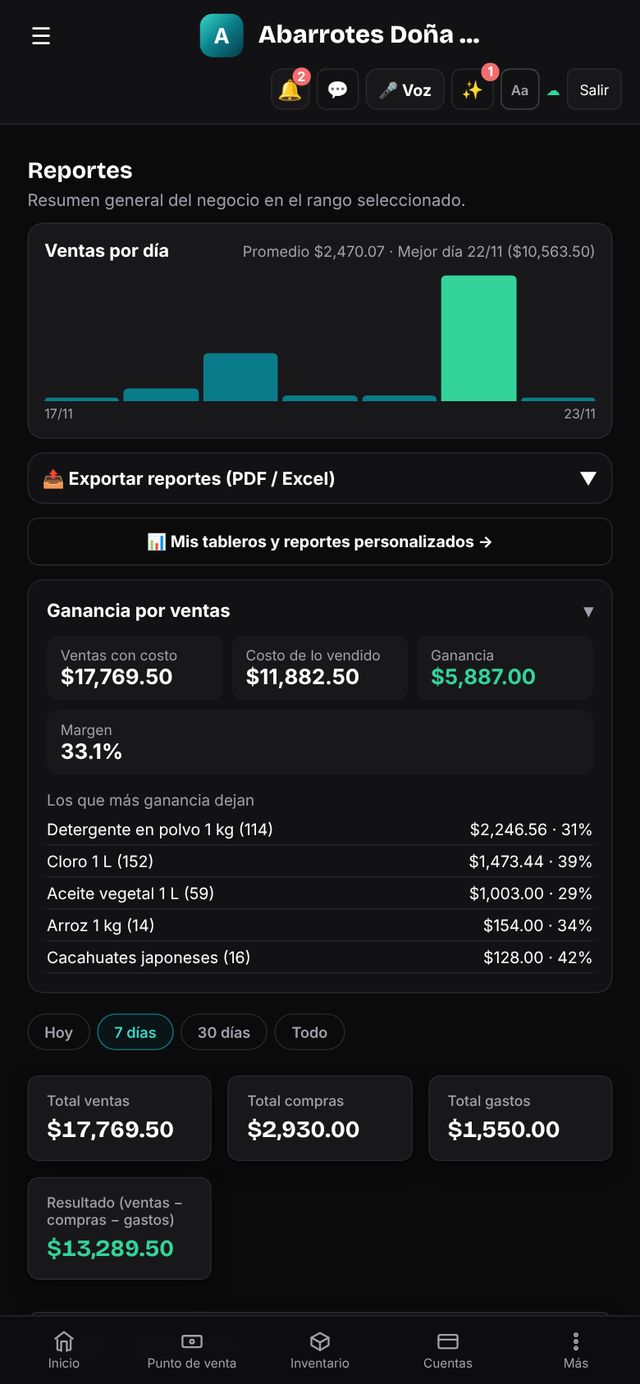 ☰
A
Abarrotes Doña ...
🔔 2
💬
🎤 Voz
✨ 1
Aa
☁
Salir
Reportes
Resumen general del negocio en el rango seleccionado.
Ventas por día
Promedio $2,470.07 · Mejor día 22/11 ($10,563.50)
17/11
23/11
📤 Exportar reportes (PDF / Excel) ▼
📊 Mis tableros y reportes personalizados →
Ganancia por ventas ▾
Ventas con costo
$17,769.50
Costo de lo vendido
$11,882.50
Ganancia
$5,887.00
Margen
33.1%
Los que más ganancia dejan
Detergente en polvo 1 kg (114) $2,246.56 · 31%
Cloro 1 L (152) $1,473.44 · 39%
Aceite vegetal 1 L (59) $1,003.00 · 29%
Arroz 1 kg (14) $154.00 · 34%
Cacahuates japoneses (16) $128.00 · 42%
Hoy
7 días
30 días
Todo
Total ventas
$17,769.50
Total compras
$2,930.00
Total gastos
$1,550.00
Resultado (ventas −
compras − gastos)
$13,289.50
Inicio
Punto de venta
Inventario
Cuentas
Más